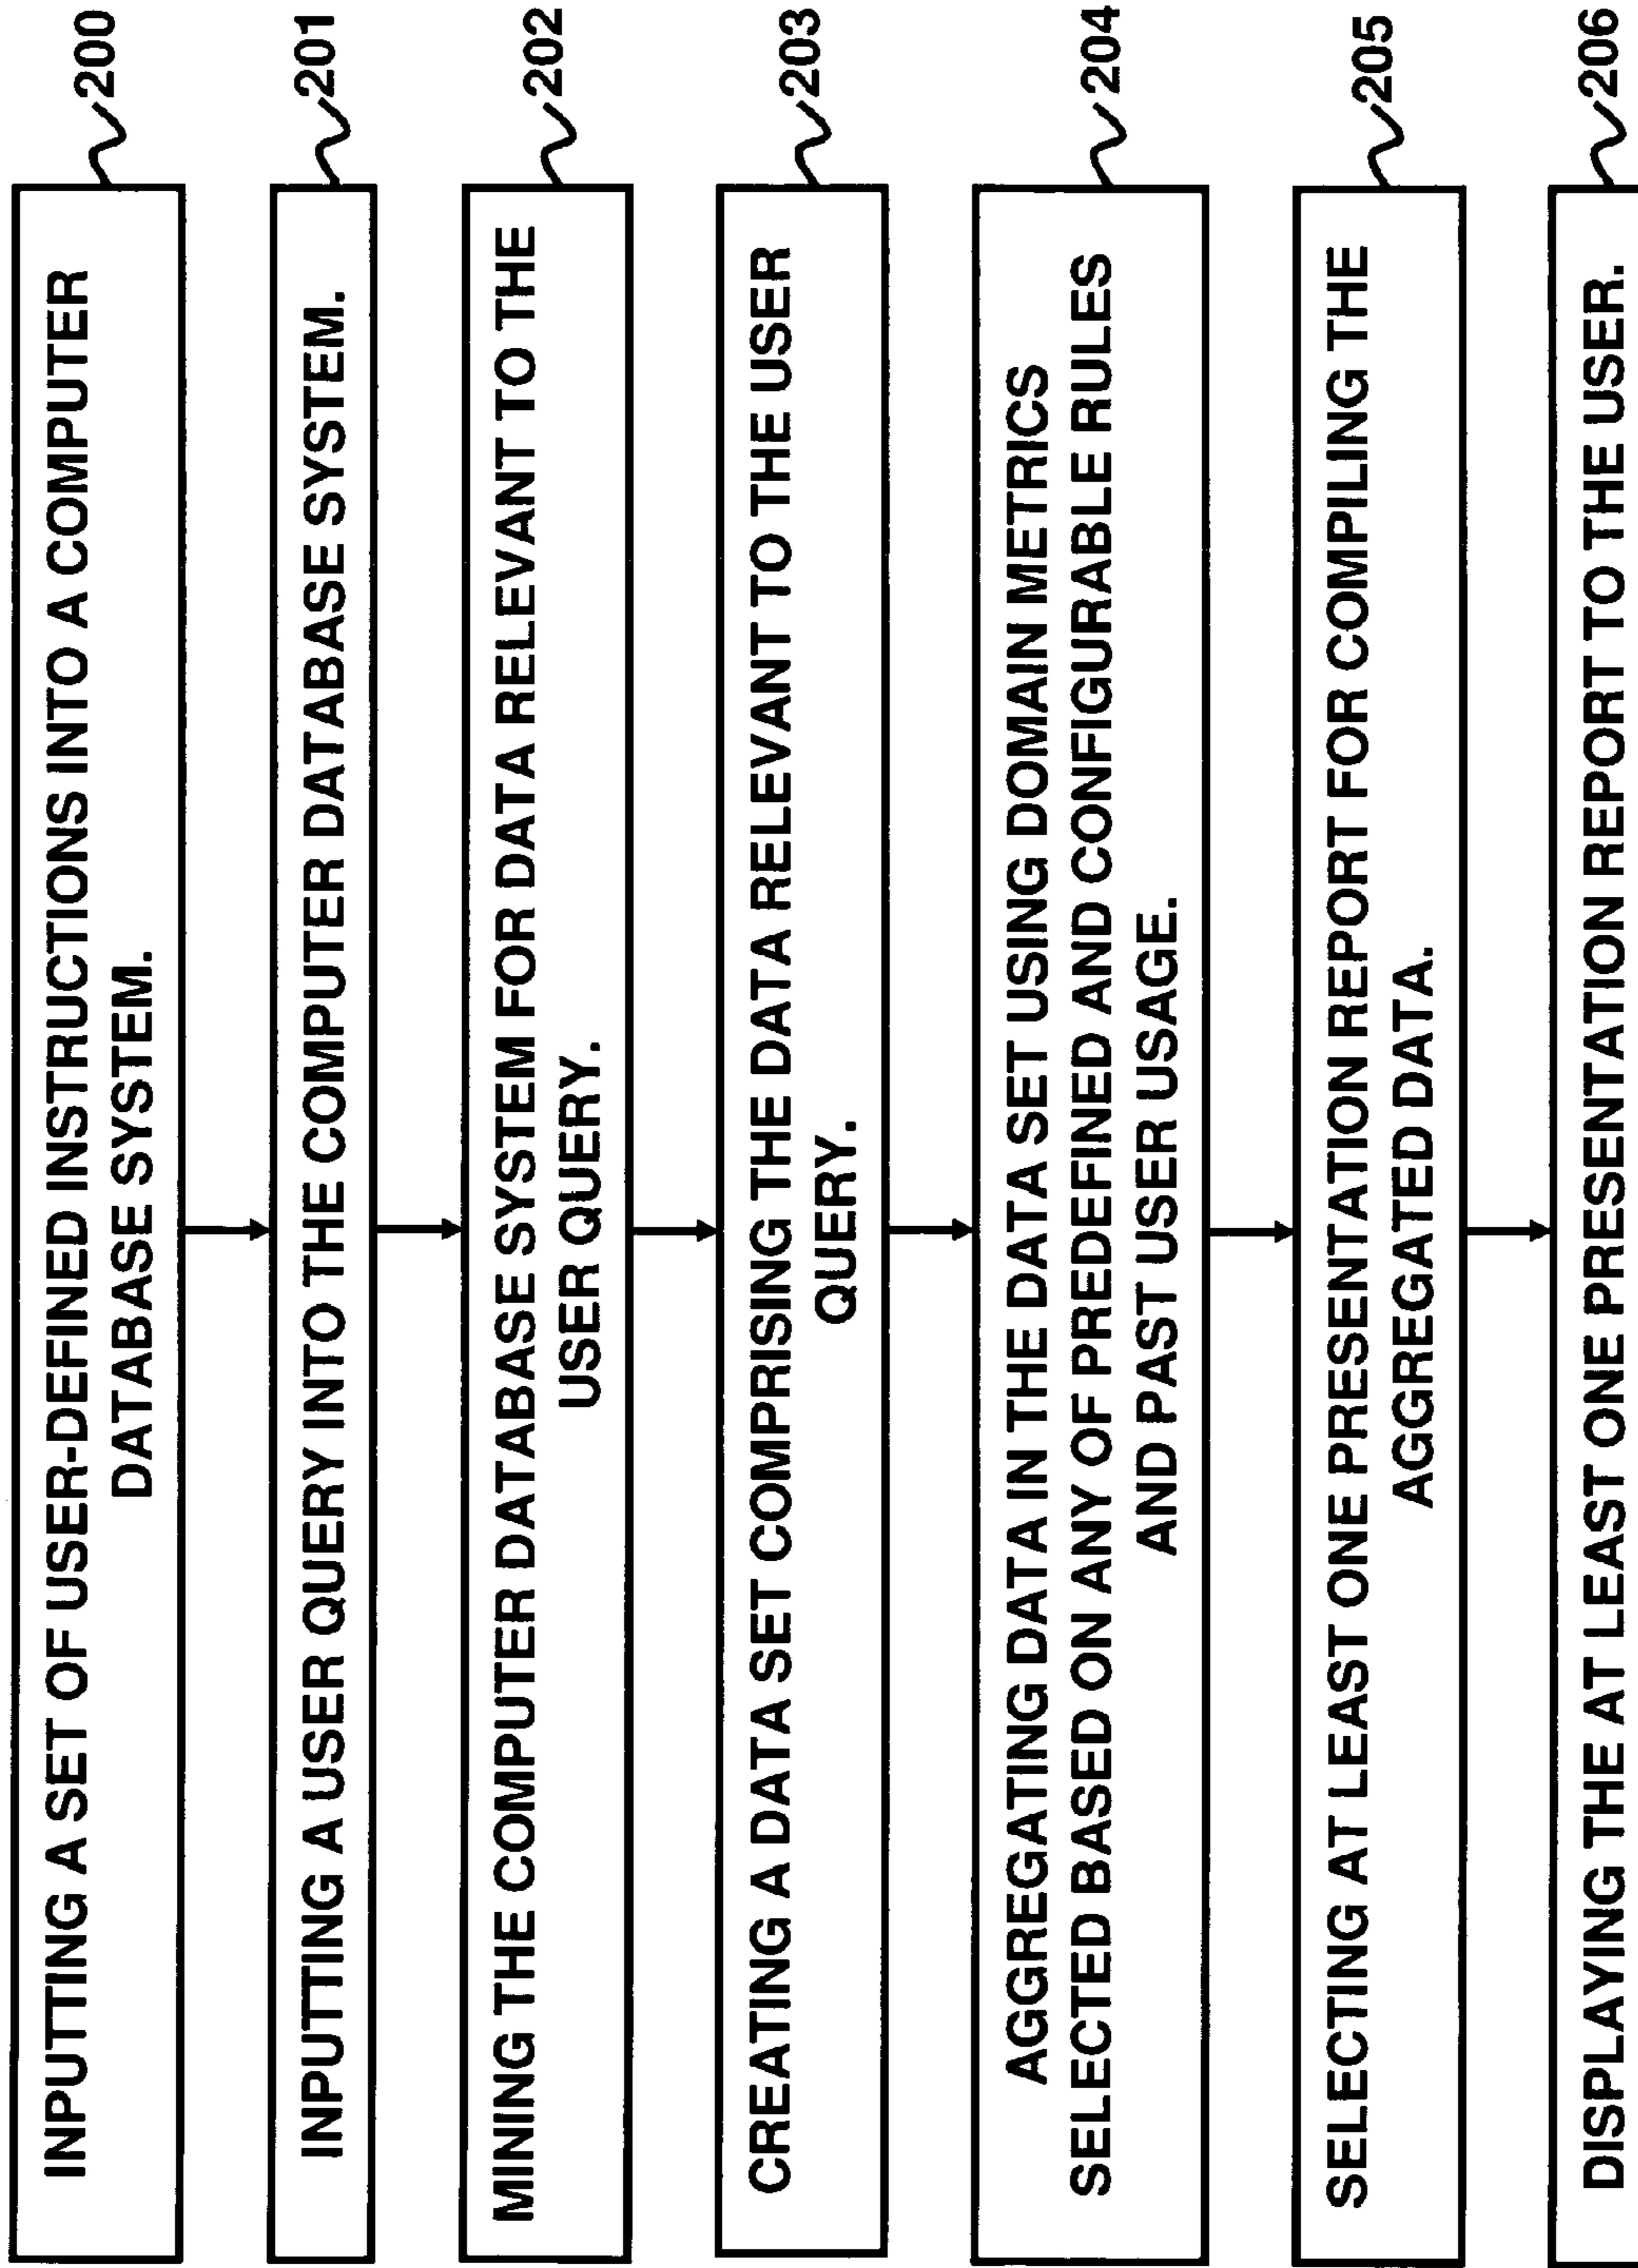 INPUTTING A SET OF USER-DEFINED INSTRUCTIONS INTO A COMPUTER
DATABASE SYSTEM.
200
INPUTTING A USER QUERY INTO THE COMPUTER DATABASE SYSTEM.
201
MINING THE COMPUTER DATABASE SYSTEM FOR DATA RELEVANT TO THE
USER QUERY.
202
CREATING A DATA SET COMPRISING THE DATA RELEVANT TO THE USER
QUERY.
203
AGGREGATING DATA IN THE DATA SET USING DOMAIN METRICS
SELECTED BASED ON ANY OF PREDEFINED AND CONFIGURABLE RULES
AND PAST USER USAGE.
204
SELECTING AT LEAST ONE PRESENTATION REPORT FOR COMPILING THE
AGGREGATED DATA.
205
DISPLAYING THE AT LEAST ONE PRESENTATION REPORT TO THE USER.
206